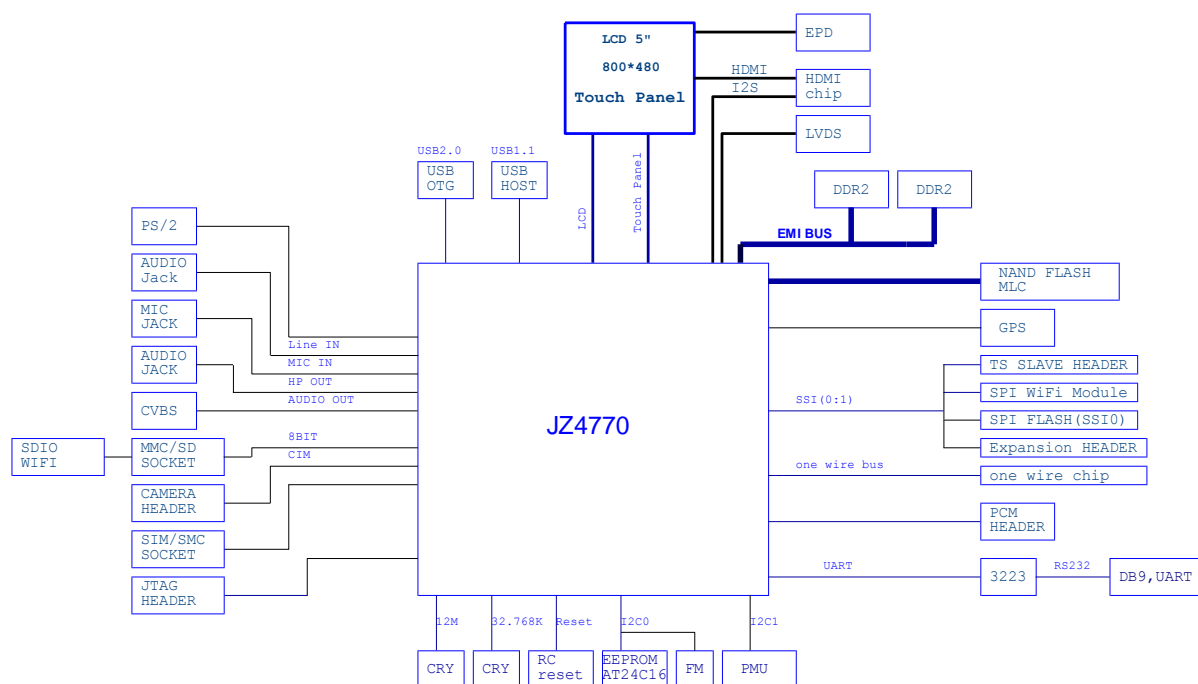 LCD 5"
800*480
Touch Panel
EPD
HDMI
I2S
HDMI
chip
LVDS
USB2.0
USB1.1
USB
OTG
USB
HOST
LCD
Touch Panel
DDR2
DDR2
EMI BUS
PS/2
AUDIO
Jack
MIC
JACK
AUDIO
JACK
CVBS
SDIO
WIFI
MMC/SD
SOCKET
CAMERA
HEADER
SIM/SMC
SOCKET
JTAG
HEADER
Line IN
MIC IN
HP OUT
AUDIO OUT
8BIT
CIM
JZ4770
NAND FLASH
MLC
GPS
SSI(0:1)
TS SLAVE HEADER
SPI WiFi Module
SPI FLASH(SSI0)
Expansion HEADER
one wire bus
one wire chip
PCM
HEADER
UART
3223
RS232
DB9,UART
12M
32.768K
Reset
I2C0
I2C1
CRY
CRY
RC
reset
EEPROM
AT24C16
FM
PMU